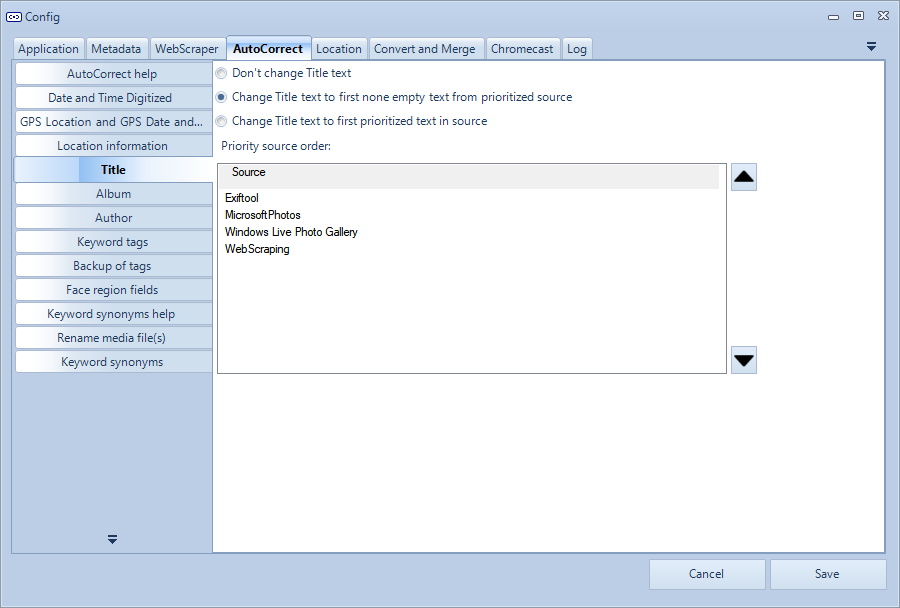 Config
Application
Metadata
WebScraper
AutoCorrect
Location
Convert and Merge
Chromecast
Log
AutoCorrect help
Date and Time Digitized
GPS Location and GPS Date and...
Location information
Title
Album
Author
Keyword tags
Backup of tags
Face region fields
Keyword synonyms help
Rename media file(s)
Keyword synonyms
Don't change Title text
Change Title text to first none empty text from prioritized source
Change Title text to first prioritized text in source
Priority source order:
Source
Exiftool
MicrosoftPhotos
Windows Live Photo Gallery
WebScraping
Cancel
Save